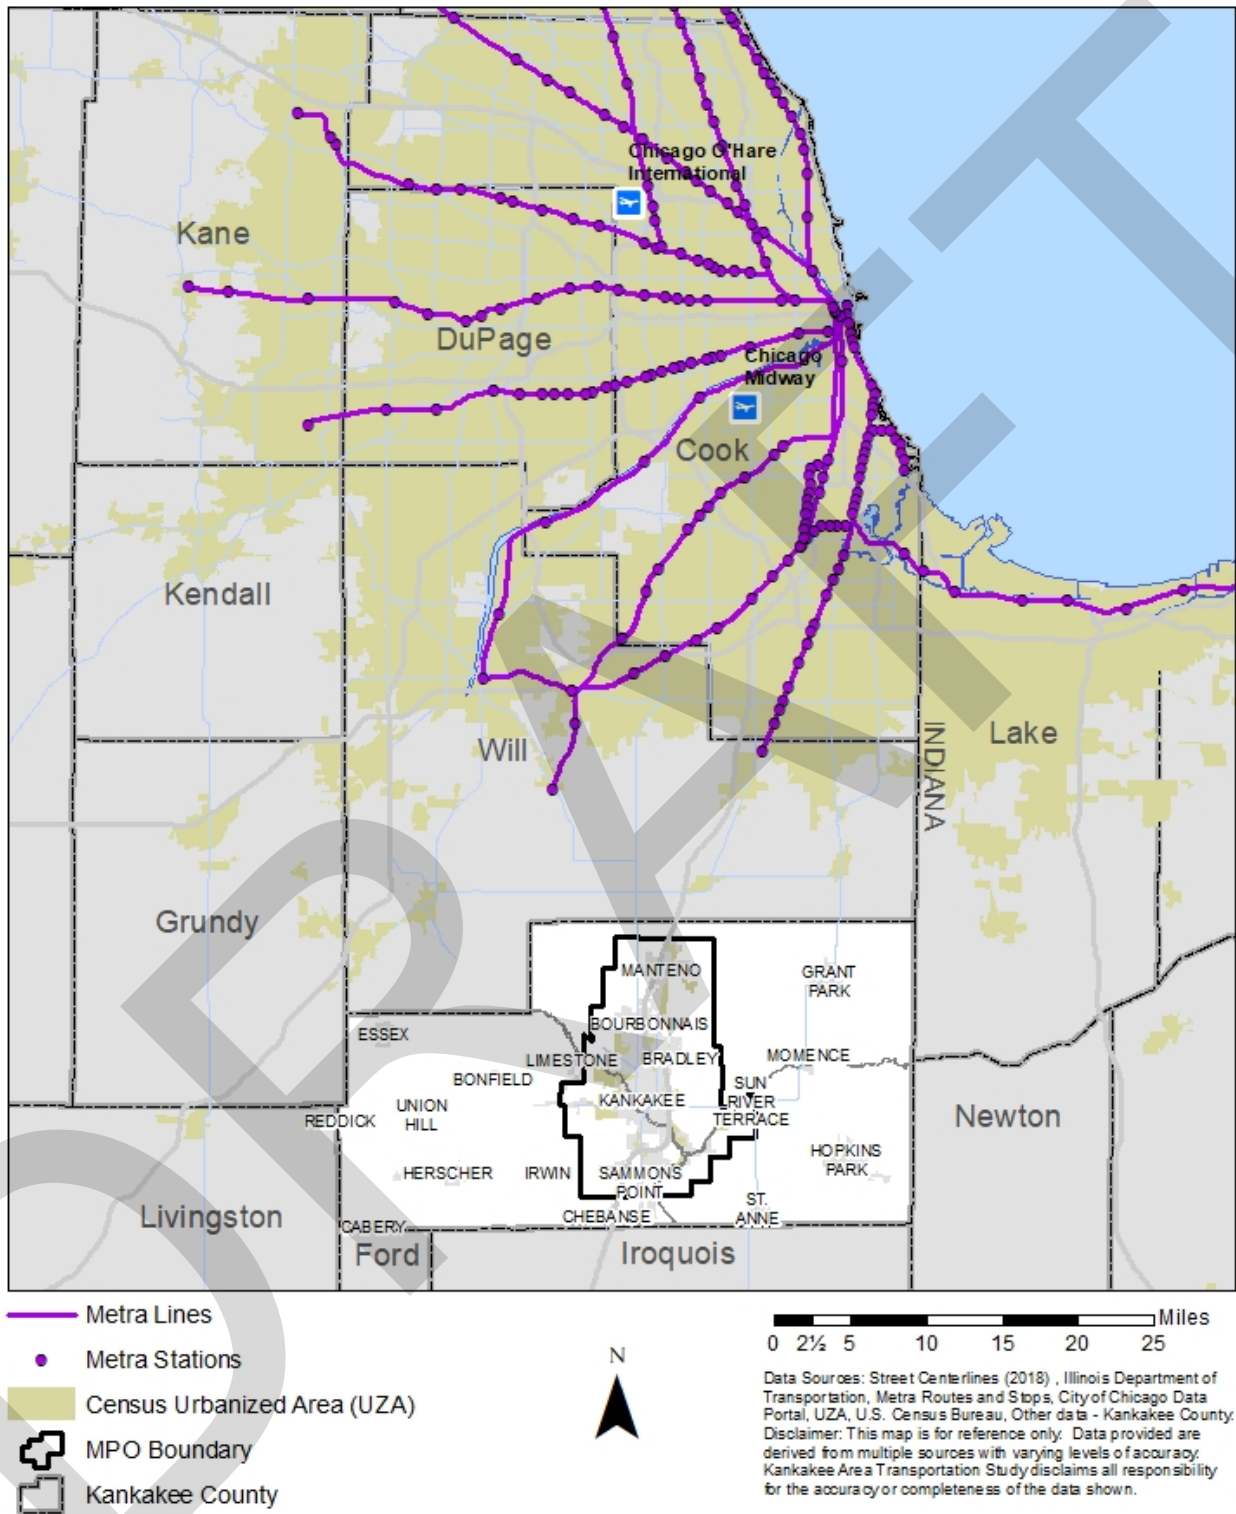 Chicago O'Hare
International
Kane
DuPage
Chicago
Midway
Cook
Kendall
Will
INDIANA
Lake
Grundy
MANTENO
GRANT
PARK
BOURBONNAIS
ESSEX
LIMESTONE
BRADLEY
MOMENCE
BONFIELD
SUN
RIVER
TERRACE
KANKAKEE
UNION
HILL
REDDICK
Newton
HOPKINS
PARK
HERSCHER
IRWIN
SAMMONS
POINT
Livingston
CHEBANSE
ST.
ANNE
CABERY
Ford
Iroquois
DRAFT
Metra Lines
Metra Stations
Census Urbanized Area (UZA)
MPO Boundary
Kankakee County
N
Miles
0 2½ 5 10 15 20 25
Data Sources: Street Centerlines (2018) , Illinois Department of
Transportation, Metra Routes and Stops, City of Chicago Data
Portal, UZA, U.S. Census Bureau, Other data - Kankakee County.
Disclaimer: This map is for reference only. Data provided are
derived from multiple sources with varying levels of accuracy.
Kankakee Area Transportation Study disclaims all responsibility
for the accuracy or completeness of the data shown.